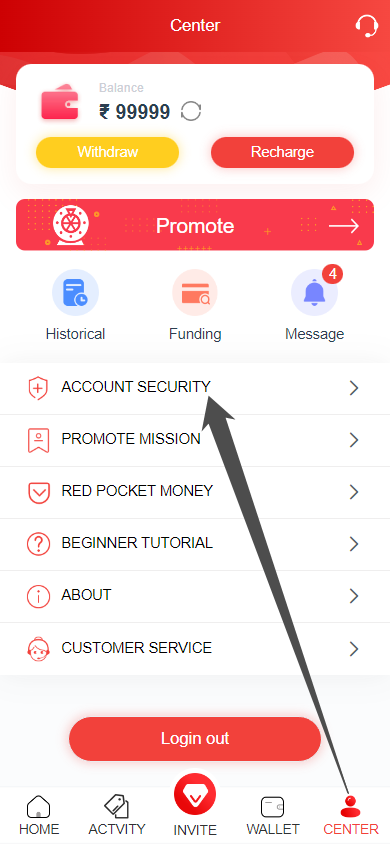 Center
Balance
₹ 99999
Withdraw
Recharge
Promote
4
Historical
Funding
Message
ACCOUNT SECURITY
PROMOTE MISSION
RED POCKET MONEY
BEGINNER TUTORIAL
ABOUT
CUSTOMER SERVICE
Login out
HOME
ACTVITY
INVITE
WALLET
CENTER